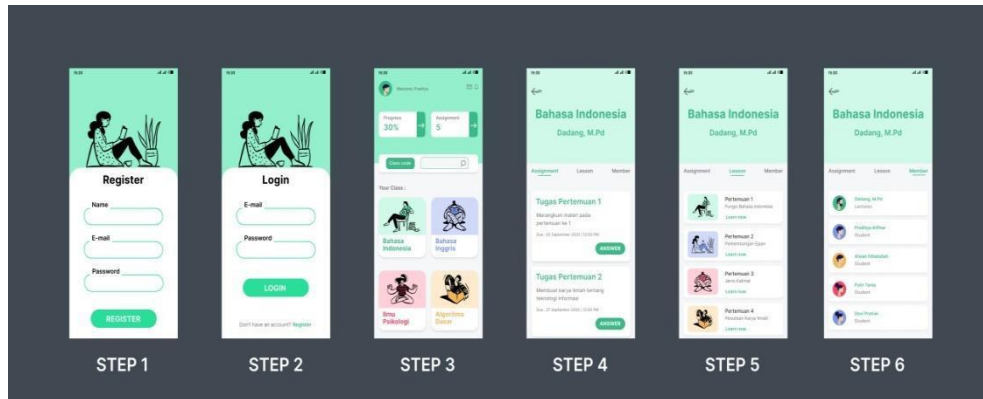 Register
Name
E-mail
Password
REGISTER
STEP 1
Login
E-mail
Password
LOGIN
Don't have an account? Register
STEP 2
Progress
30%
Assignment
5
Class code
Your Class :
Bahasa
Indonesia
Bahasa
Inggris
Ilmu
Psikologi
Algoritma
Dasar
STEP 3
Bahasa Indonesia
Dadang, M.Pd
Assignment Lesson Member
Tugas Pertemuan 1
Merangkum materi pada
pertemuan ke 1
ANSWER
Tugas Pertemuan 2
Membuat karya ilmiah tentang
teknologi informasi
ANSWER
STEP 4
Bahasa Indonesia
Dadang, M.Pd
Assignment Lesson Member
Pertemuan 1
Fungsi Bahasa Indonesia
Learn now
Pertemuan 2
Perkembangan Ejaan
Learn now
Pertemuan 3
Jenis Kalimat
Learn now
Pertemuan 4
Penulisan Karya Ilmiah
Learn now
STEP 5
Bahasa Indonesia
Dadang, M.Pd
Assignment Lesson Member
Dadang, M.Pd
Student
Student
Student
Student
STEP 6